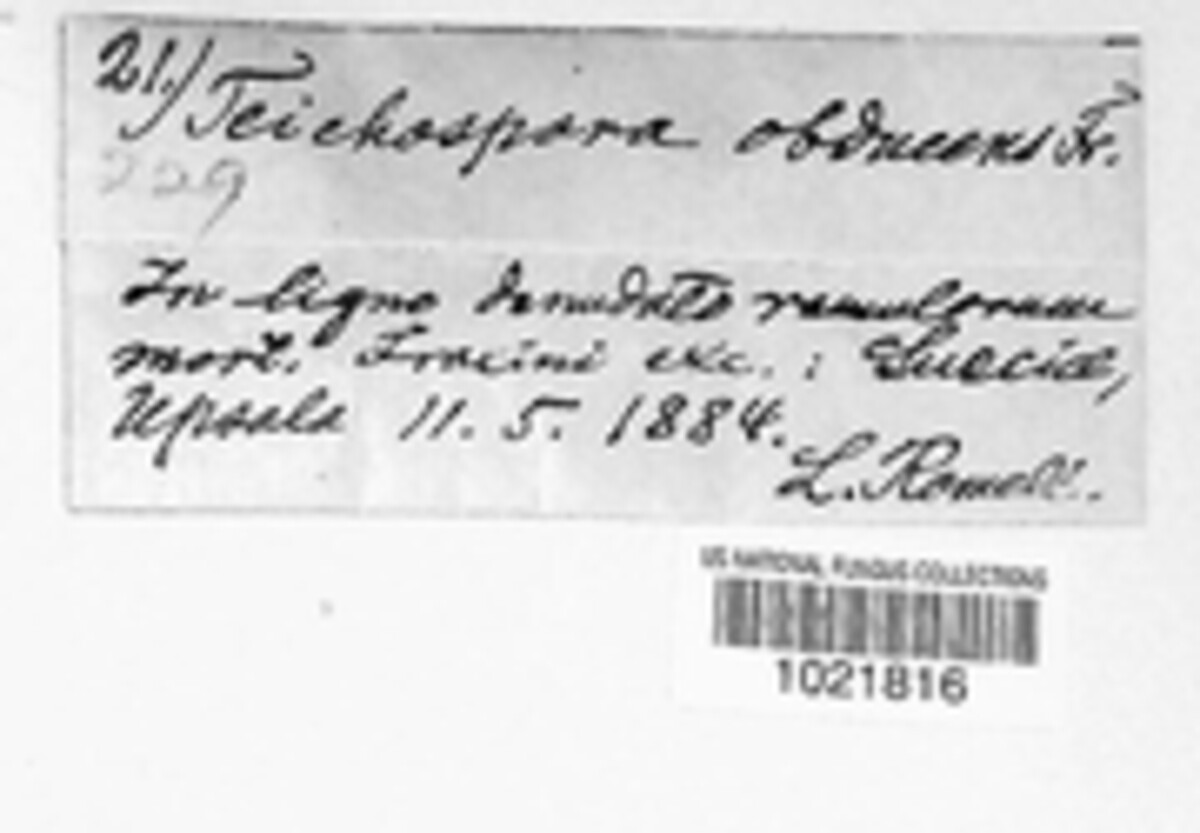 21.) Teichospora obducens Fr.
229
In ligno denudato ramulorum
mort. Fraxini exc. : Suecia,
Upsala 11. 5. 1884.
L. Romell.
US NATIONAL FUNGUS COLLECTIONS
1021816